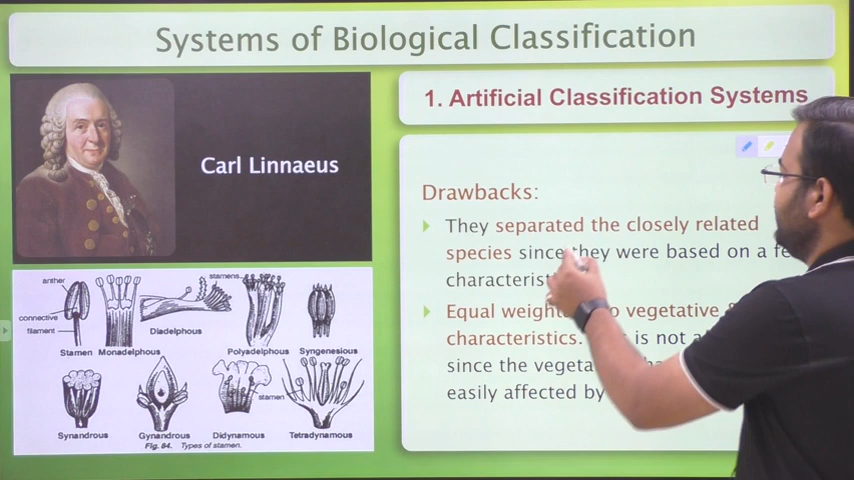 Systems of Biological Classification
Carl Linnaeus
1. Artificial Classification Systems
Drawbacks:
They separated the closely related
species since they were based on a
characterist
Equal weight vegetative
characteristics. is not
since the vegeta
easily affected by
anther
connective
filament
stamens
Stamen Monadelphous
Diadelphous
Polyadelphous Syngenesious
stamen
Synandrous Gynandrous Didynamous Tetradynamous
Fig. 84. Types of stamen.